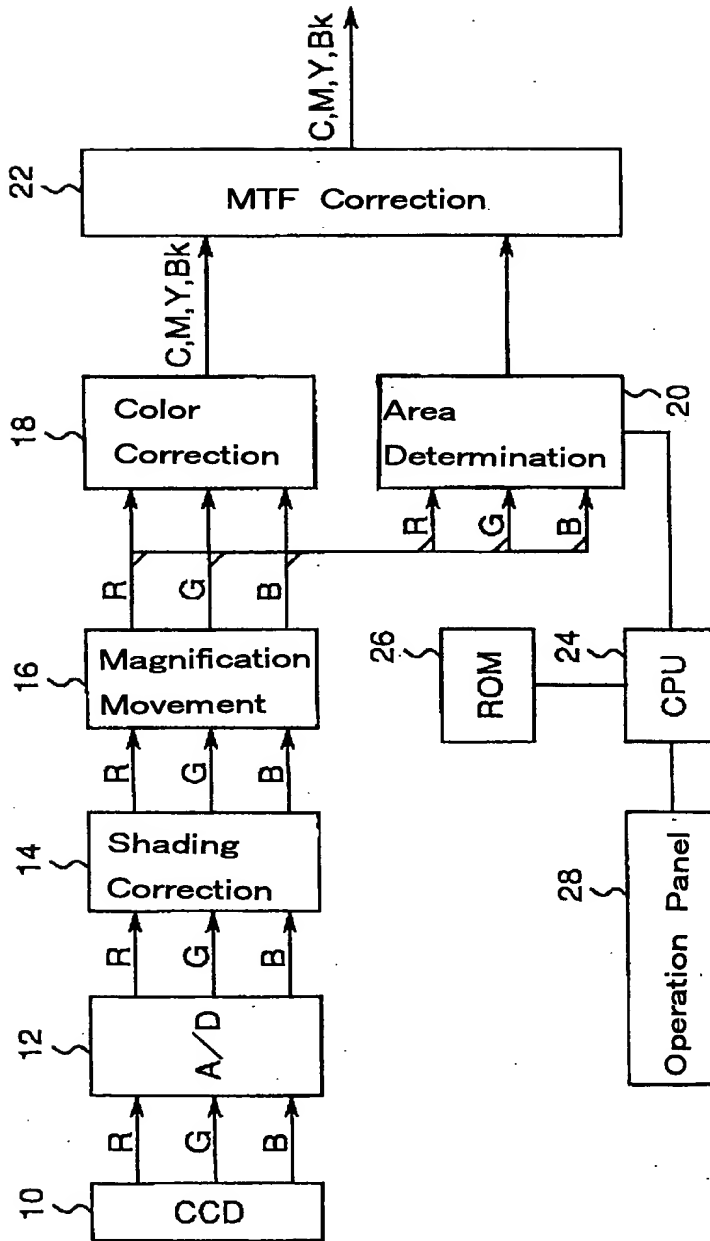 10
CCD
R
G
B
12
A/D
R
G
B
14
Shading
Correction
R
G
B
16
Magnification
Movement
R
G
B
18
Color
Correction
C,M,Y,Bk
22
MTF Correction
C,M,Y,Bk
R
G
B
Area
Determination
20
26
ROM
24
CPU
28
Operation Panel